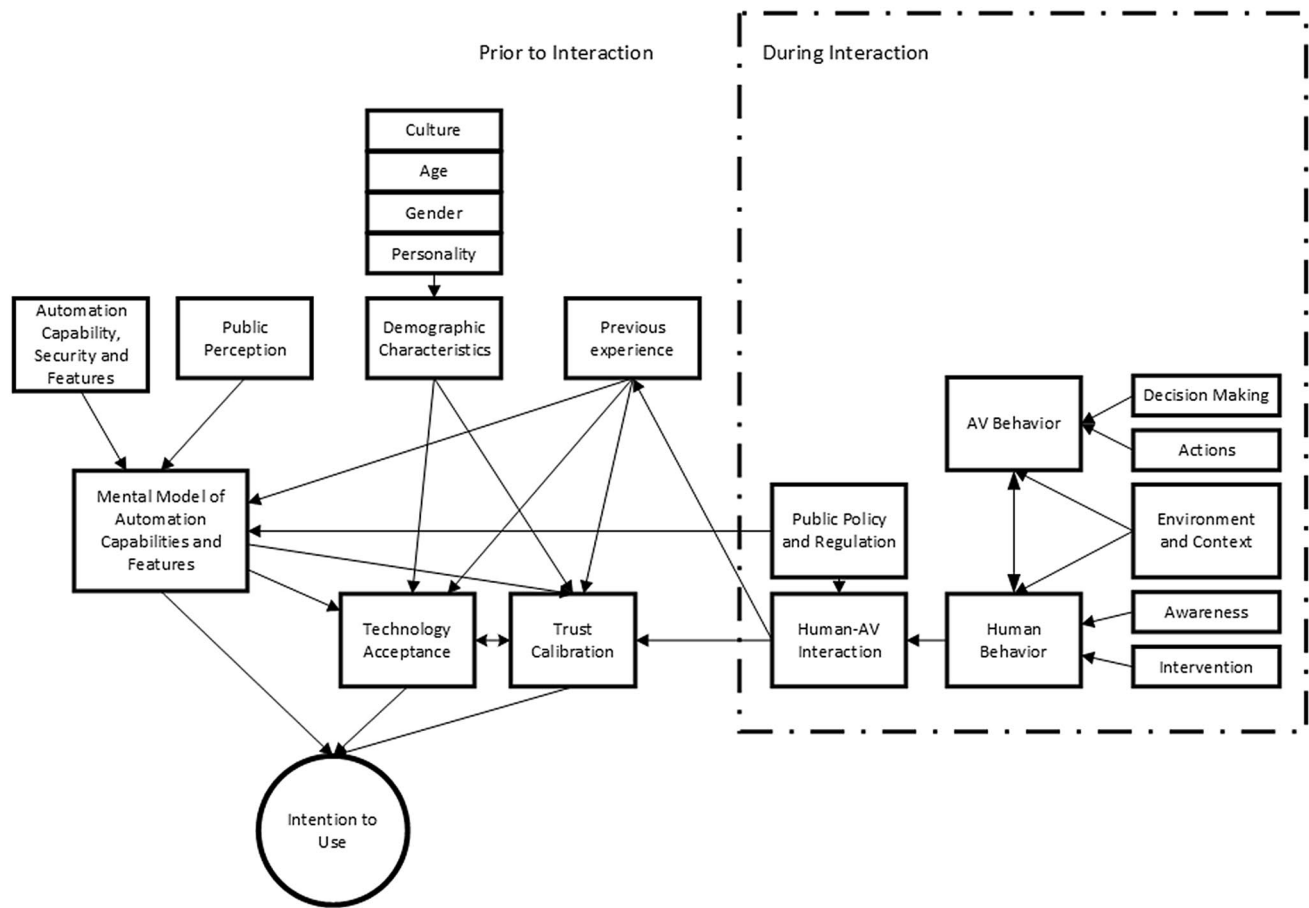 Prior to Interaction
During Interaction
Culture
Age
Gender
Personality
Automation
Capability,
Security and
Features
Public
Perception
Demographic
Characteristics
Previous
experience
AV Behavior
Decision Making
Actions
Mental Model of
Automation
Capabilities and
Features
Public Policy
and Regulation
Environment
and Context
Technology
Acceptance
Trust
Calibration
Human-AV
Interaction
Human
Behavior
Awareness
Intervention
Intention to
Use